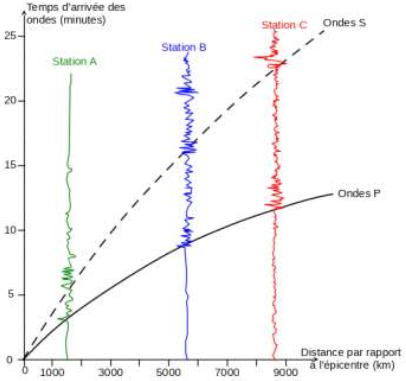 Temps d'arrivée des
ondes (minutes)
Station C
Ondes S
25
Station B
Station A
20
15
Ondes P
10
5
Distance par rapport
à l'épicentre (km)
0
0 1000 3000 5000 7000 9000